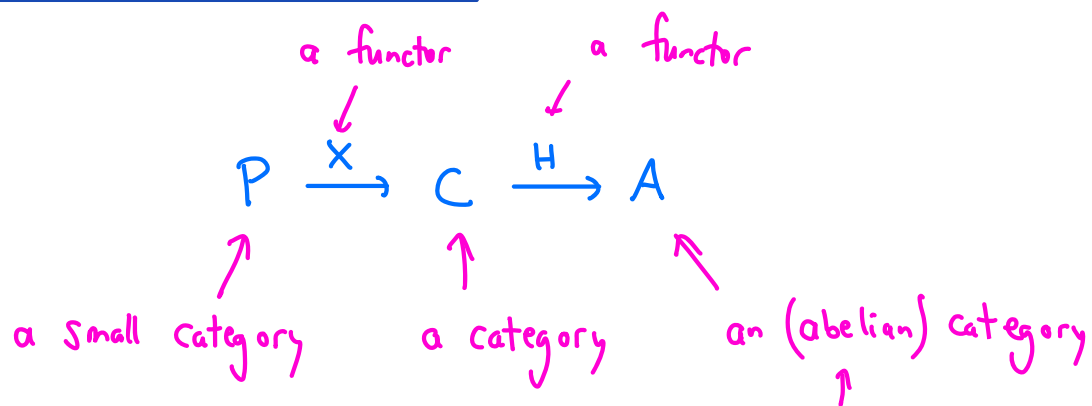 a functor a functor
X H
P → C → A
a small category a category an (abelian) category